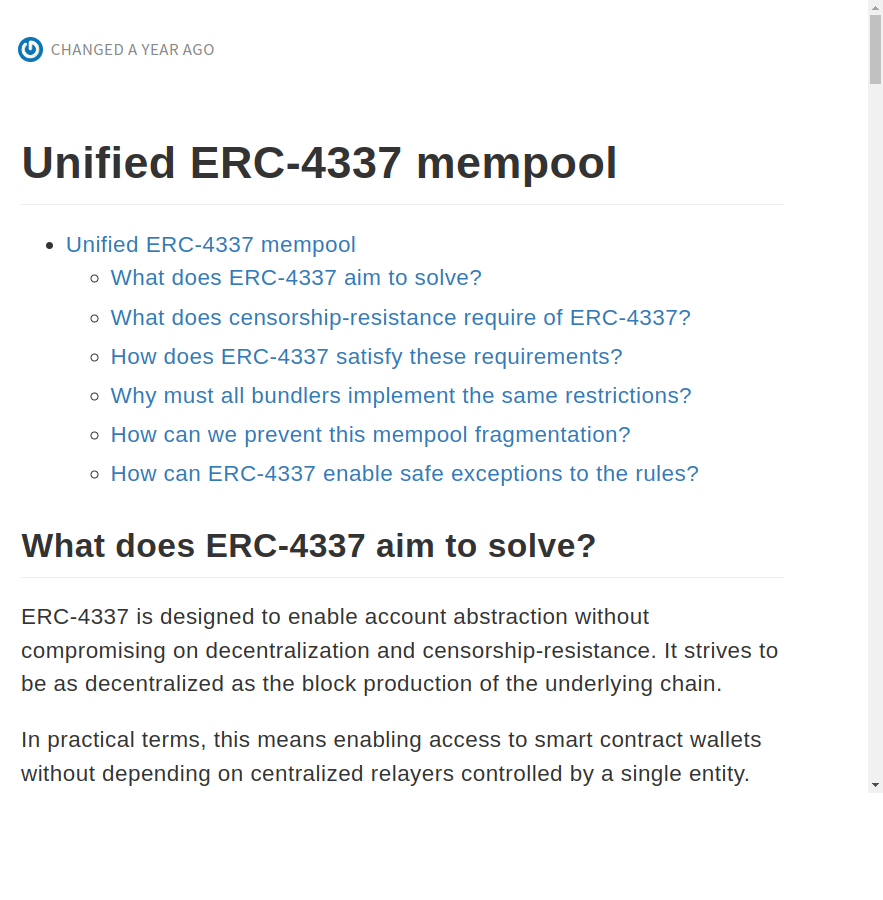 CHANGED A YEAR AGO
Unified ERC-4337 mempool
Unified ERC-4337 mempool
What does ERC-4337 aim to solve?
What does censorship-resistance require of ERC-4337?
How does ERC-4337 satisfy these requirements?
Why must all bundlers implement the same restrictions?
How can we prevent this mempool fragmentation?
How can ERC-4337 enable safe exceptions to the rules?
What does ERC-4337 aim to solve?
ERC-4337 is designed to enable account abstraction without
compromising on decentralization and censorship-resistance. It strives to
be as decentralized as the block production of the underlying chain.
In practical terms, this means enabling access to smart contract wallets
without depending on centralized relayers controlled by a single entity.